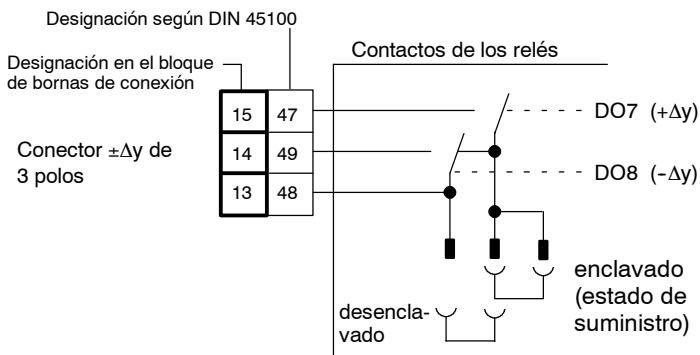 Designación según DIN 45100
Designación en el bloque
de bornas de conexión
Contactos de los relés
15 47
14 49
13 48
Conector ±Δy de
3 polos
DO7 (+Δy)
DO8 (-Δy)
enclavado
(estado de
suministro)
desencla-
vado